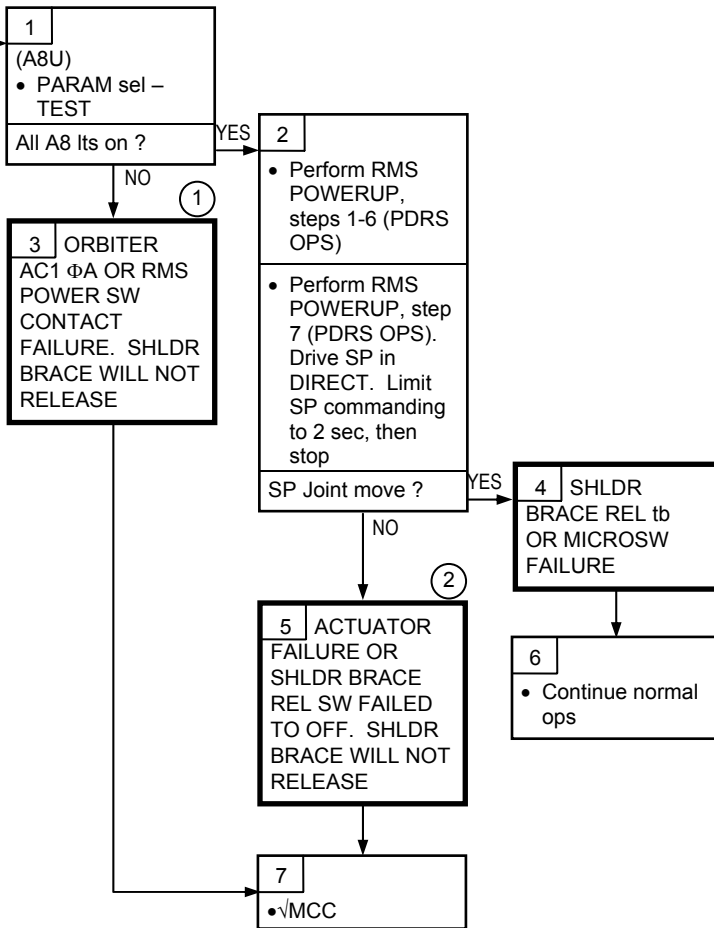 1
(A8U)
• PARAM sel –
TEST
All A8 lts on ?
YES
NO
2
• Perform RMS
POWERUP,
steps 1-6 (PDRS
OPS)
• Perform RMS
POWERUP, step
7 (PDRS OPS).
Drive SP in
DIRECT. Limit
SP commanding
to 2 sec, then
stop
SP Joint move ?
YES
NO
1
3 ORBITER
AC1 ΦA OR RMS
POWER SW
CONTACT
FAILURE. SHLDR
BRACE WILL NOT
RELEASE
4 SHLDR
BRACE REL tb
OR MICROSW
FAILURE
2
5 ACTUATOR
FAILURE OR
SHLDR BRACE
REL SW FAILED
TO OFF. SHLDR
BRACE WILL NOT
RELEASE
6
• Continue normal
ops
7
•√MCC